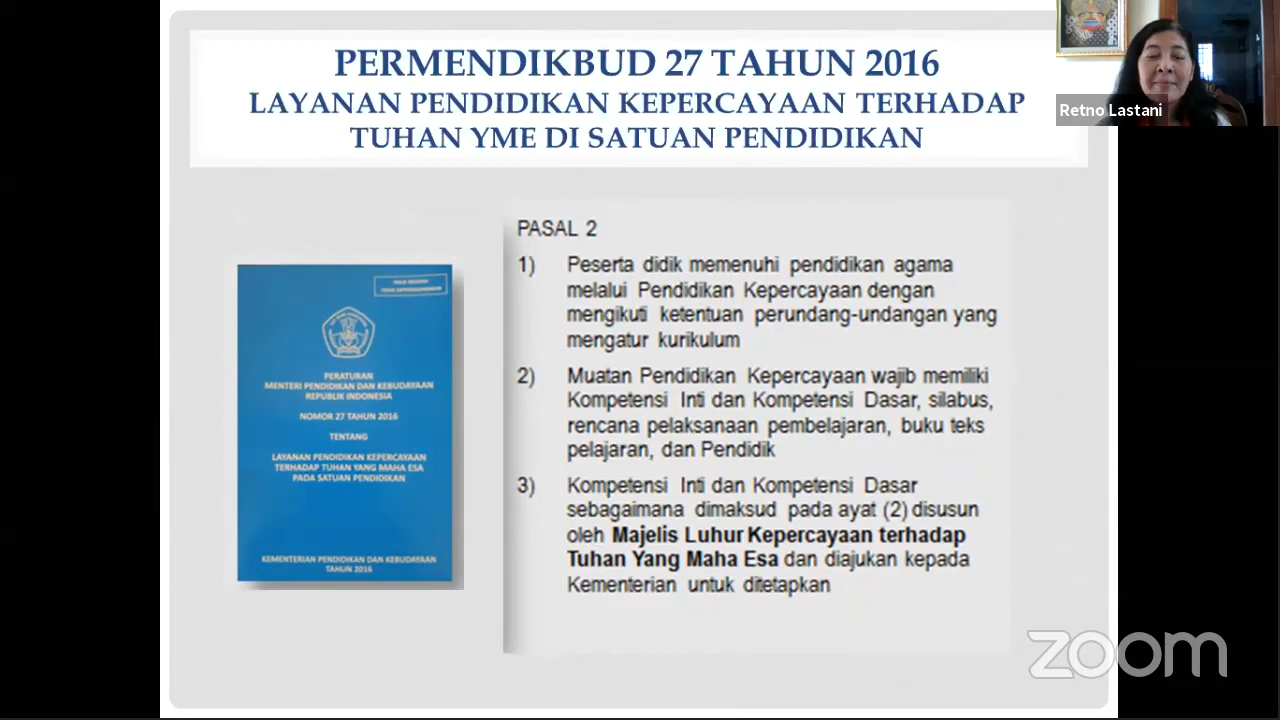 PERMENDIKBUD 27 TAHUN 2016
LAYANAN PENDIDIKAN KEPERCAYAAN TERHADAP
TUHAN YME DI SATUAN PENDIDIKAN
Retno Lastani
PERATURAN
MENTERI PENDIDIKAN DAN KEBUDAYAAN
REPUBLIK INDONESIA
NOMOR 27 TAHUN 2016
TENTANG
LAYANAN PENDIDIKAN KEPERCAYAAN
TERHADAP TUHAN YANG MAHA ESA
PADA SATUAN PENDIDIKAN
KEMENTERIAN PENDIDIKAN DAN KEBUDAYAAN
TAHUN 2016
PASAL 2
1) Peserta didik memenuhi pendidikan agama
melalui Pendidikan Kepercayaan dengan
mengikuti ketentuan perundang-undangan yang
mengatur kurikulum
2) Muatan Pendidikan Kepercayaan wajib memiliki
Kompetensi Inti dan Kompetensi Dasar, silabus,
rencana pelaksanaan pembelajaran, buku teks
pelajaran, dan Pendidik
3) Kompetensi Inti dan Kompetensi Dasar
sebagaimana dimaksud pada ayat (2) disusun
oleh Majelis Luhur Kepercayaan terhadap
Tuhan Yang Maha Esa dan diajukan kepada
Kementerian untuk ditetapkan
zoom